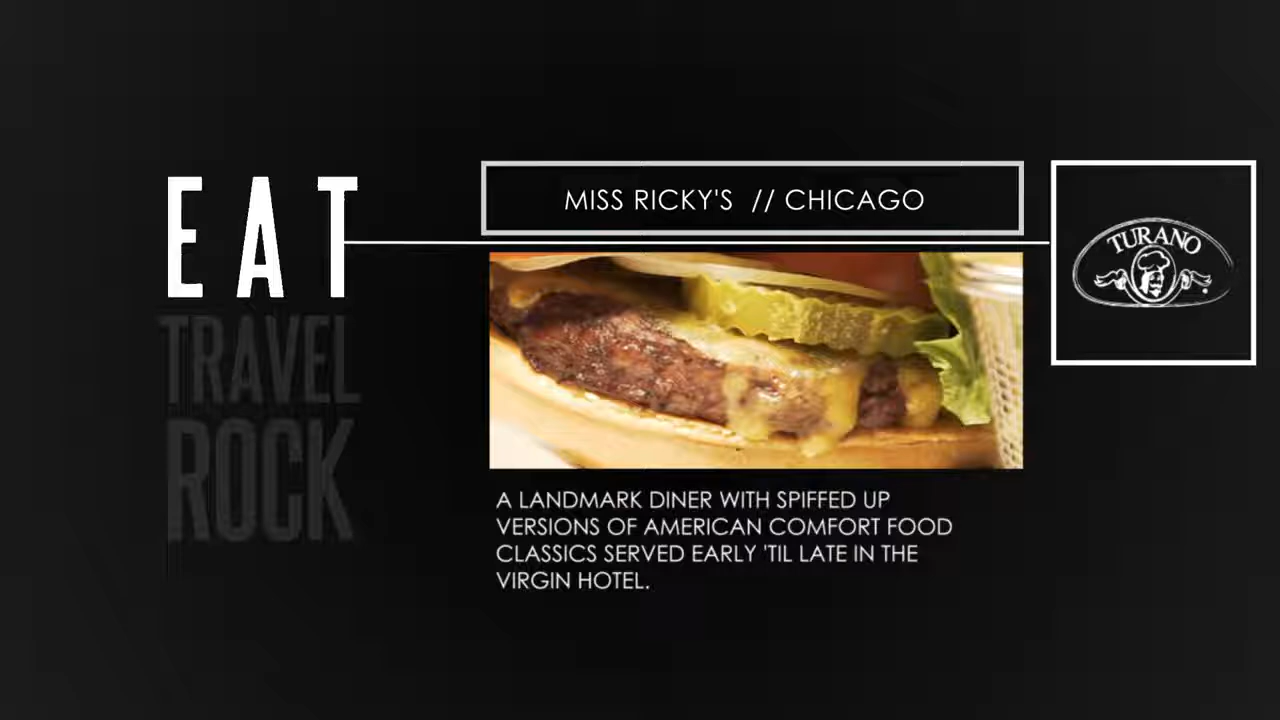 EAT
TRAVEL
ROCK
MISS RICKY'S // CHICAGO
TURANO
A LANDMARK DINER WITH SPIFFED UP
VERSIONS OF AMERICAN COMFORT FOOD
CLASSICS SERVED EARLY 'TIL LATE IN THE
VIRGIN HOTEL.